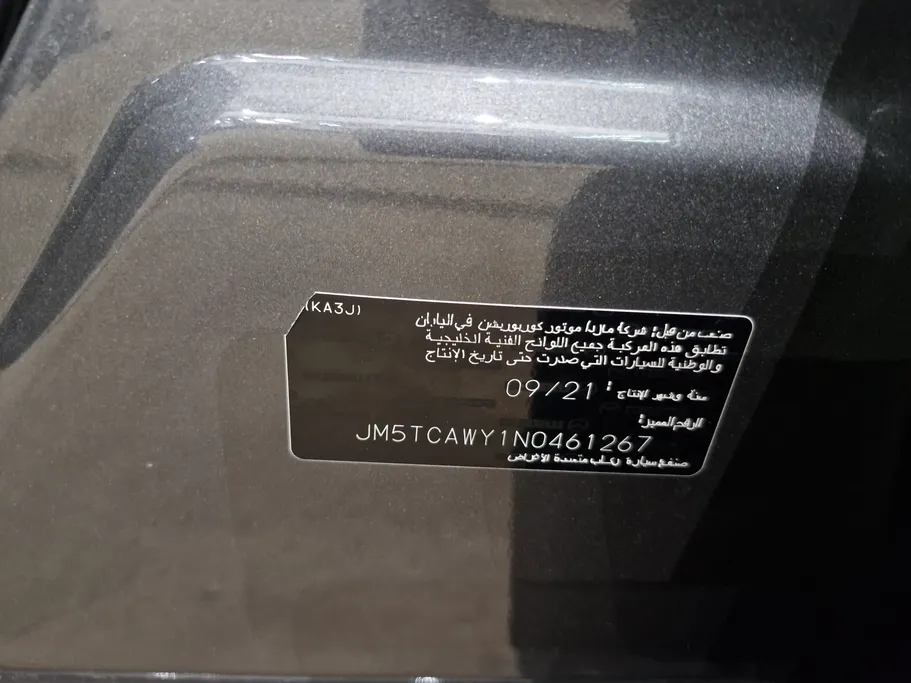 (KA3J)
صنعت من قبل: شركة مازدا موتور كوربوريشن في اليابان
تطابق هذه المركبة جميع اللوائح الفنية الخليجية
والوطنية للسيارات التي صدرت حتى تاريخ الإنتاج
سنة وشهر الإنتاج : 09/21
الرقم المميز:
JM5TCAWY1N0461267
صنف سيارة ركاب متعددة الأغراض